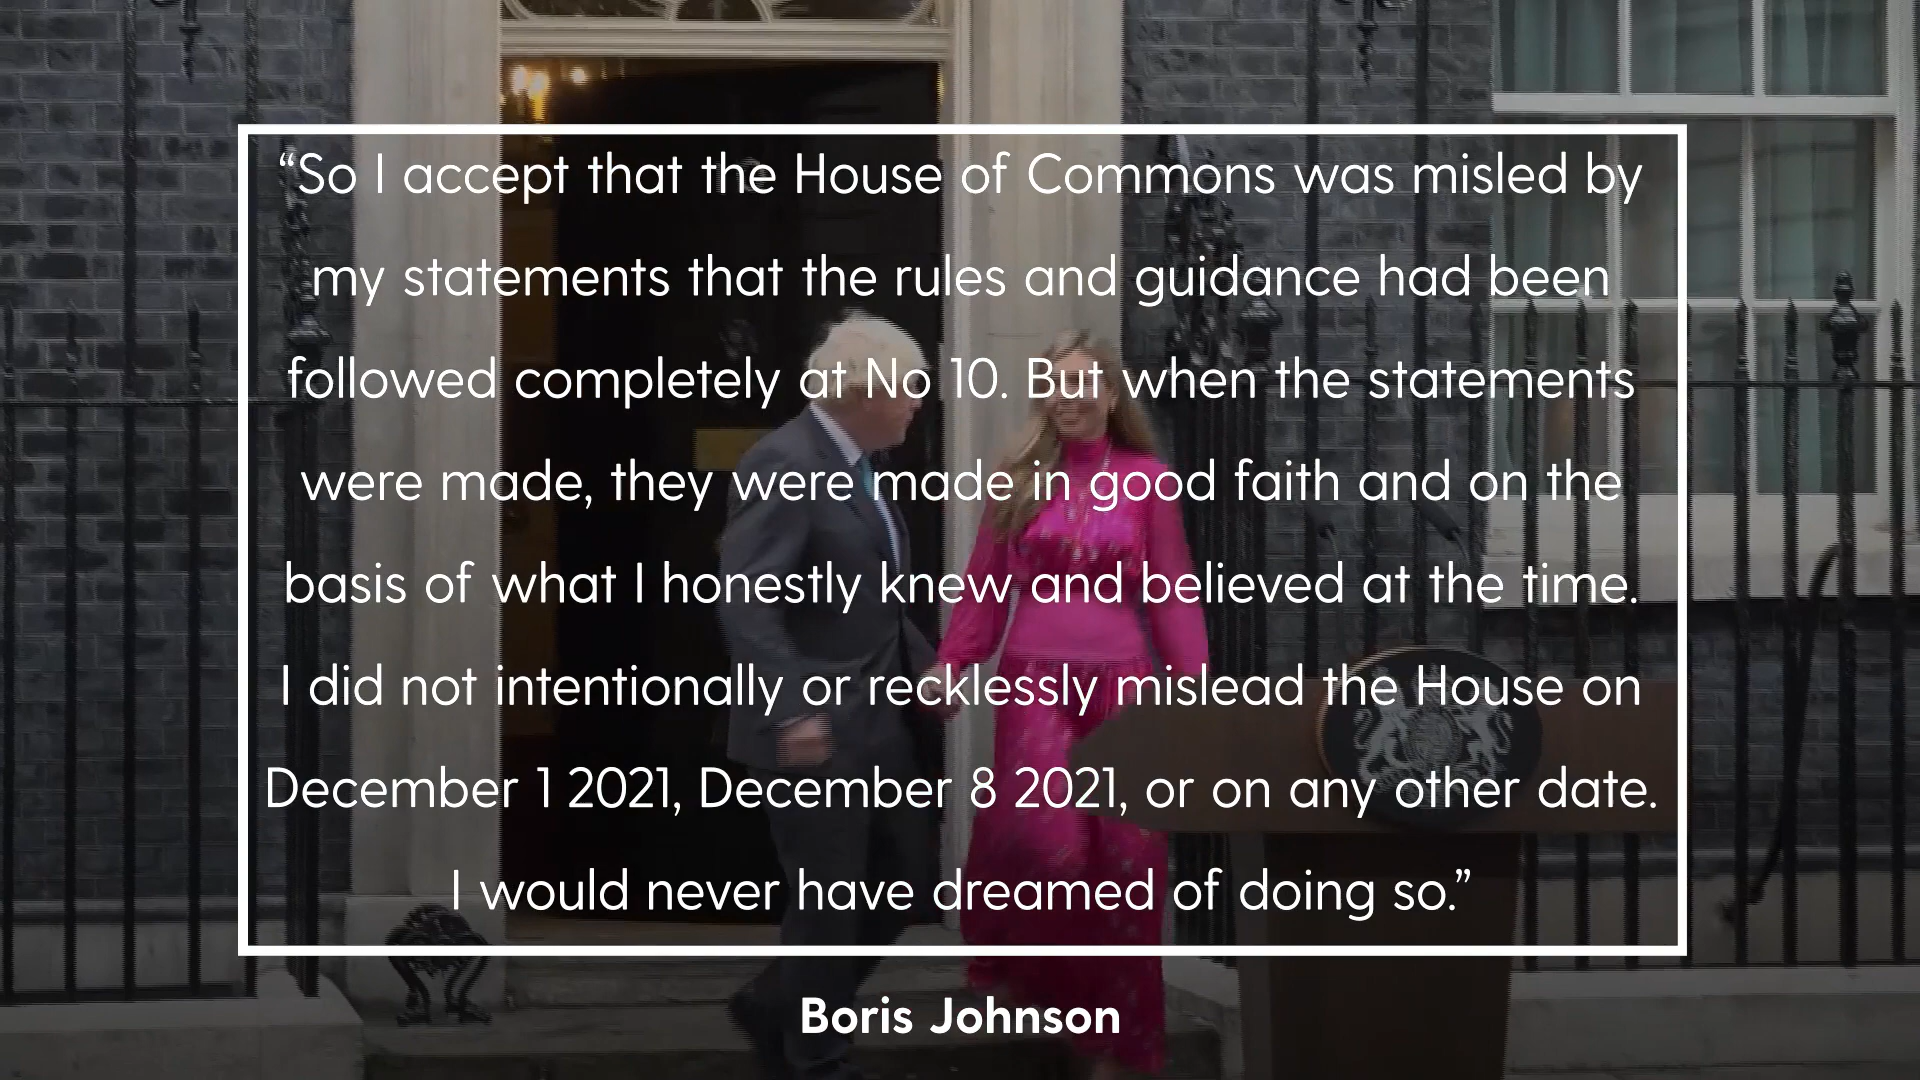 “So I accept that the House of Commons was misled by
my statements that the rules and guidance had been
followed completely at No 10. But when the statements
were made, they were made in good faith and on the
basis of what I honestly knew and believed at the time.
I did not intentionally or recklessly mislead the House on
December 1 2021, December 8 2021, or on any other date.
I would never have dreamed of doing so.”
Boris Johnson